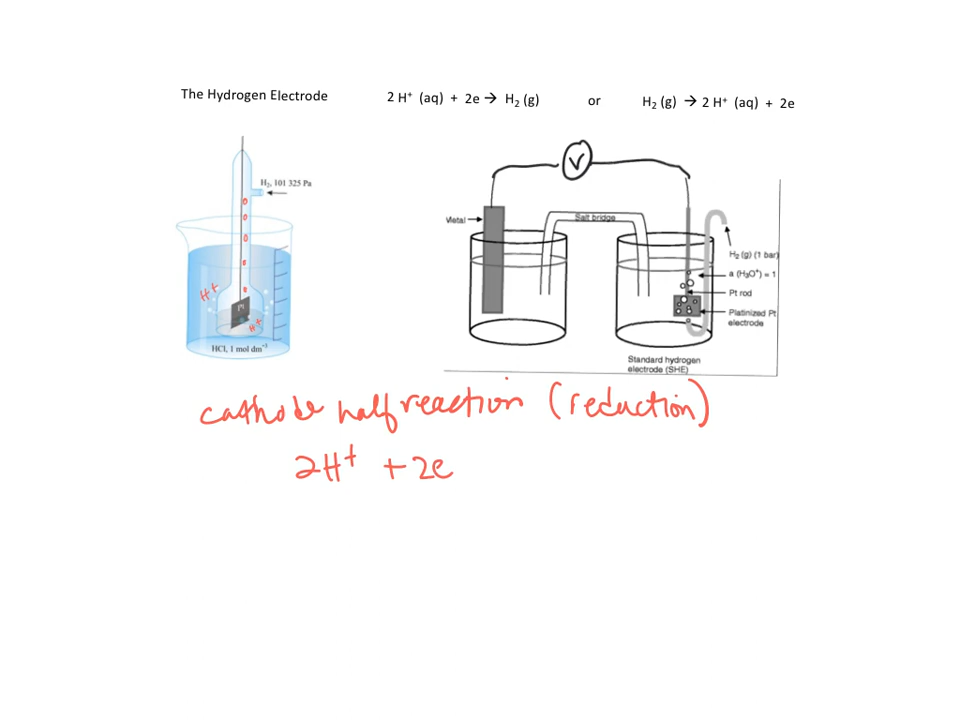 The Hydrogen Electrode 2 H⁺ (aq) + 2e → H₂ (g) or H₂ (g) → 2 H⁺ (aq) + 2e
V
H₂, 101 325 Pa
H+
H+
HCl, 1 mol dm⁻³
Metal
Salt bridge
H₂ (g) (1 bar)
a (H₃O⁺) = 1
Pt rod
Platinized Pt
electrode
Standard hydrogen
electrode (SHE)
cathode half reaction (reduction)
2H⁺ + 2e